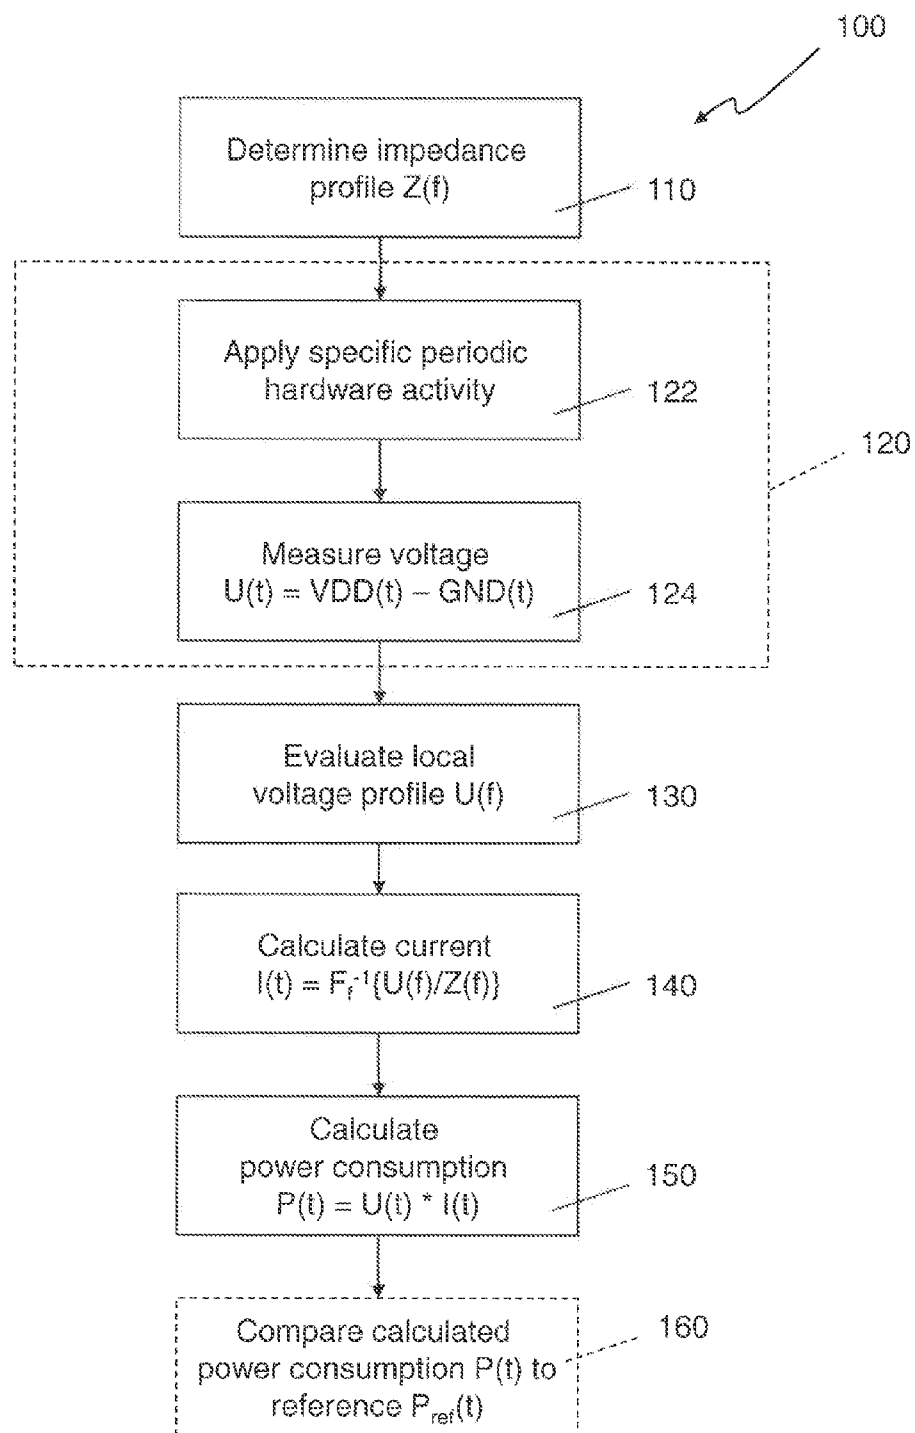 100
Determine impedance
profile Z(f)
110
Apply specific periodic
hardware activity
122
120
Measure voltage
U(t) = VDD(t) – GND(t)
124
Evaluate local
voltage profile U(f)
130
Calculate current
I(t) = F_f^-1{U(f)/Z(f)}
140
Calculate
power consumption
P(t) = U(t) * I(t)
150
Compare calculated
power consumption P(t) to
reference P_ref(t)
160